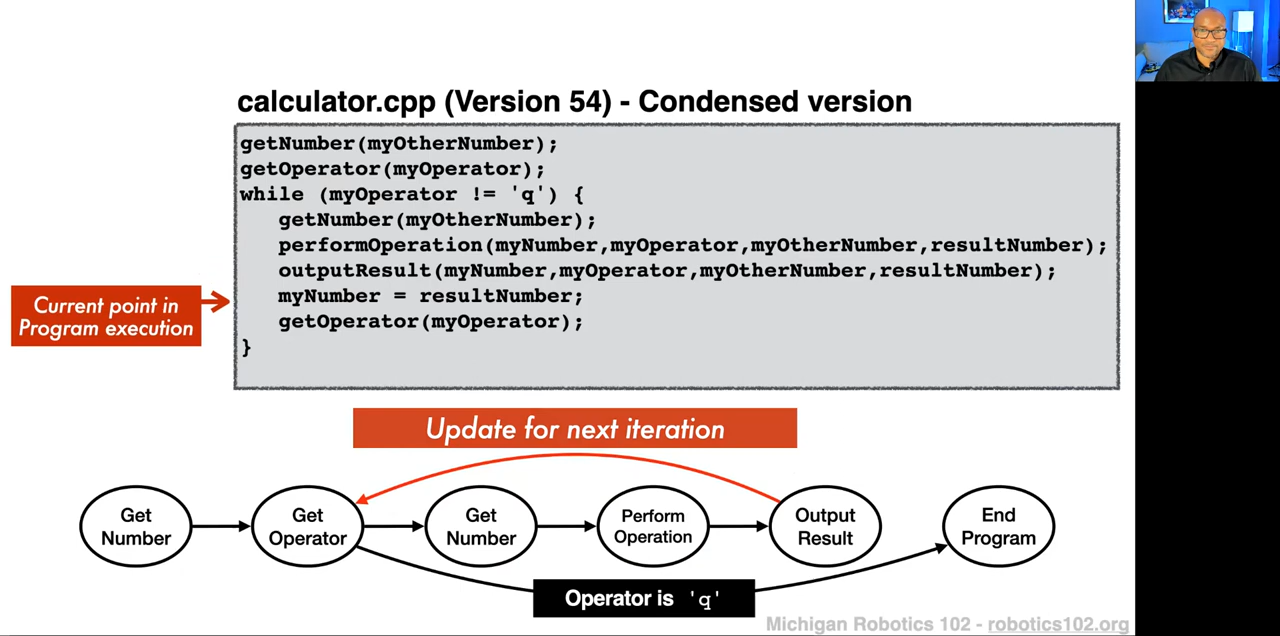 calculator.cpp (Version 54) - Condensed version
getNumber(myOtherNumber);
getOperator(myOperator);
while (myOperator != 'q') {
   getNumber(myOtherNumber);
   performOperation(myNumber,myOperator,myOtherNumber,resultNumber);
   outputResult(myNumber,myOperator,myOtherNumber,resultNumber);
   myNumber = resultNumber;
   getOperator(myOperator);
}
Current point in
Program execution
Update for next iteration
Get
Number
Get
Operator
Get
Number
Perform
Operation
Output
Result
End
Program
Operator is 'q'
Michigan Robotics 102 - robotics102.org